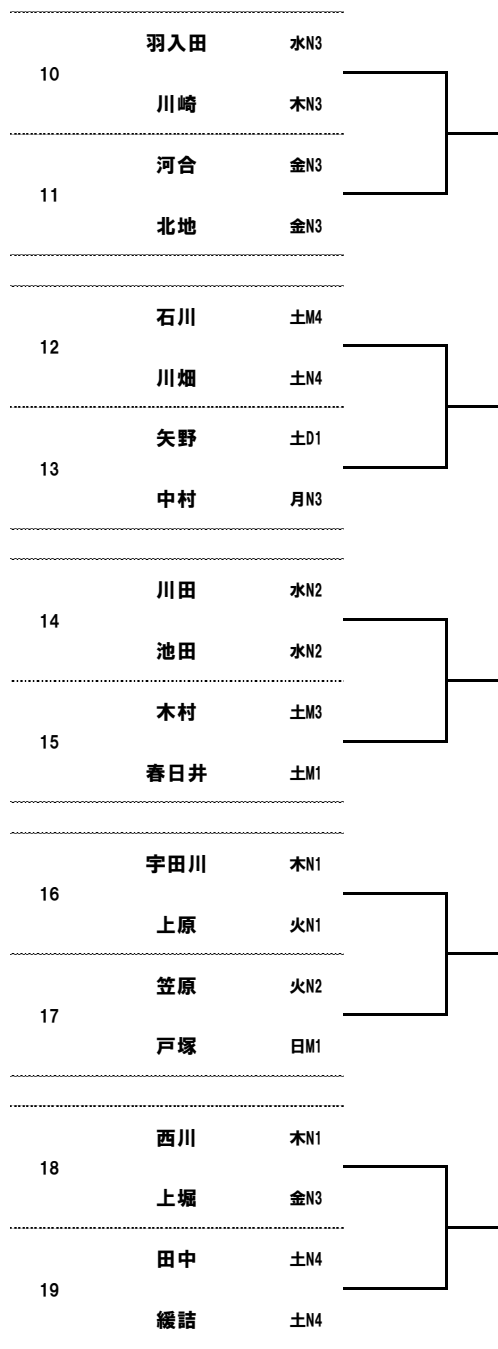 羽入田 水N3
10
川崎 木N3
河合 金N3
11
北地 金N3
石川 土M4
12
川畑 土N4
矢野 土D1
13
中村 月N3
川田 水N2
14
池田 水N2
木村 土M3
15
春日井 土M1
宇田川 木N1
16
上原 火N1
笠原 火N2
17
戸塚 日M1
西川 木N1
18
上堀 金N3
田中 土N4
19
緩詰 土N4